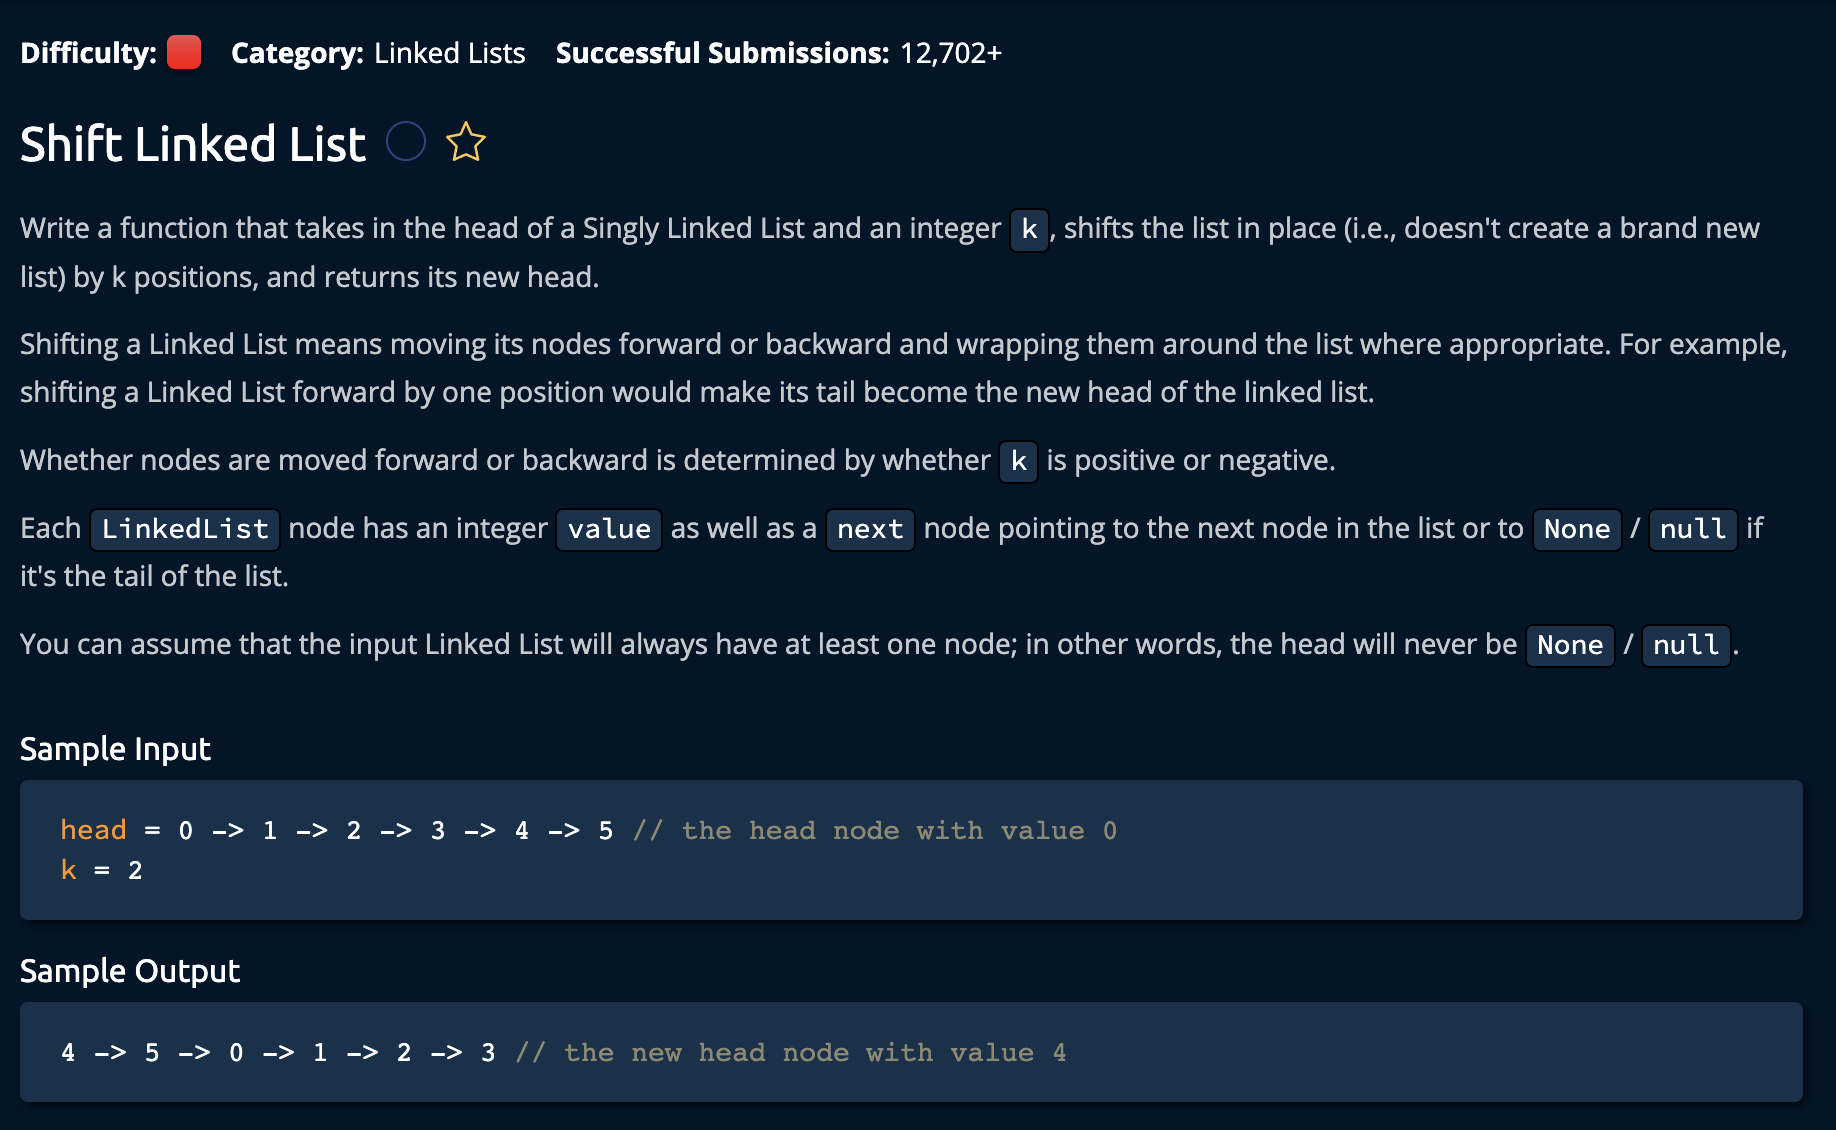 Difficulty: Category: Linked Lists Successful Submissions: 12,702+
Shift Linked List
Write a function that takes in the head of a Singly Linked List and an integer k, shifts the list in place (i.e., doesn't create a brand new
list) by k positions, and returns its new head.
Shifting a Linked List means moving its nodes forward or backward and wrapping them around the list where appropriate. For example,
shifting a Linked List forward by one position would make its tail become the new head of the linked list.
Whether nodes are moved forward or backward is determined by whether k is positive or negative.
Each LinkedList node has an integer value as well as a next node pointing to the next node in the list or to None / null if
it's the tail of the list.
You can assume that the input Linked List will always have at least one node; in other words, the head will never be None / null.
Sample Input
head = 0 -> 1 -> 2 -> 3 -> 4 -> 5 // the head node with value 0
k = 2
Sample Output
4 -> 5 -> 0 -> 1 -> 2 -> 3 // the new head node with value 4